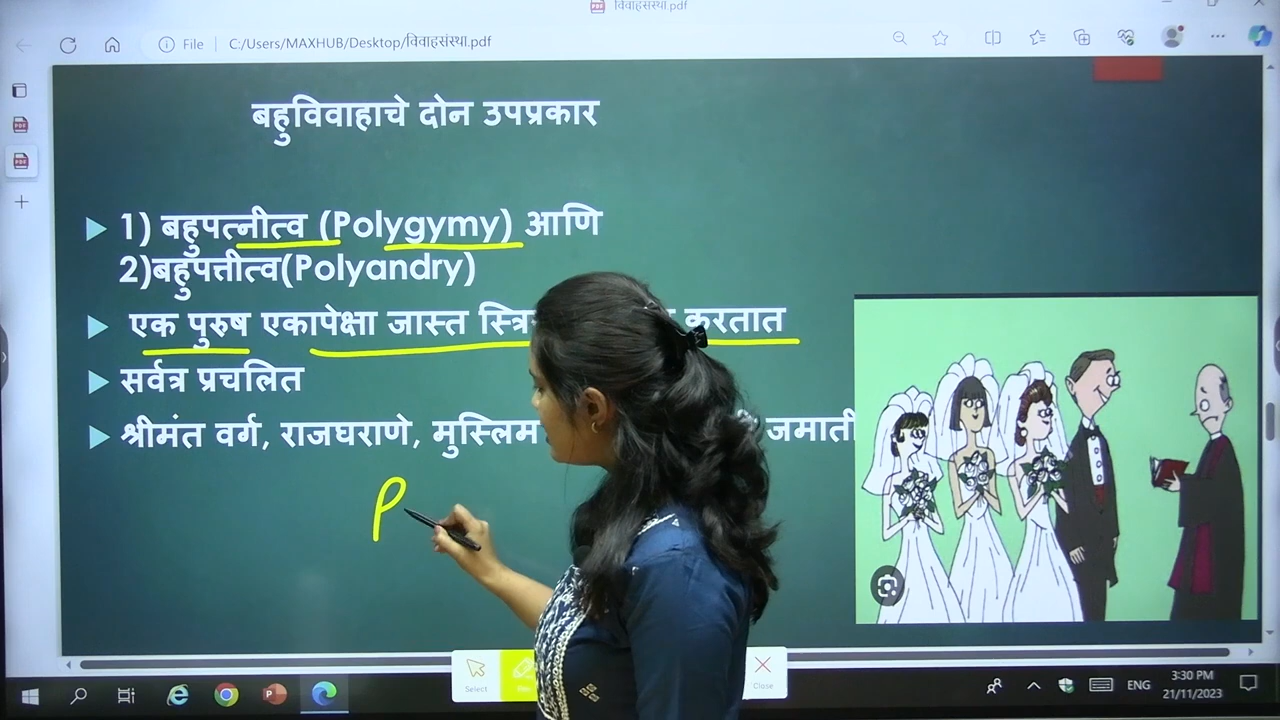 विवाहसंस्था.pdf
File C:/Users/MAXHUB/Desktop/विवाहसंस्था.pdf
बहुविवाहाचे दोन उपप्रकार
1) बहुपत्नीत्व (Polygymy) आणि
2)बहुपत्तीत्व(Polyandry)
एक पुरुष एकापेक्षा जास्त करतात
सर्वत्र प्रचलित
श्रीमंत वर्ग, राजघराणे, मुस्लिम जमाती
P
Select Close
ENG 3:30 PM
21/11/2023